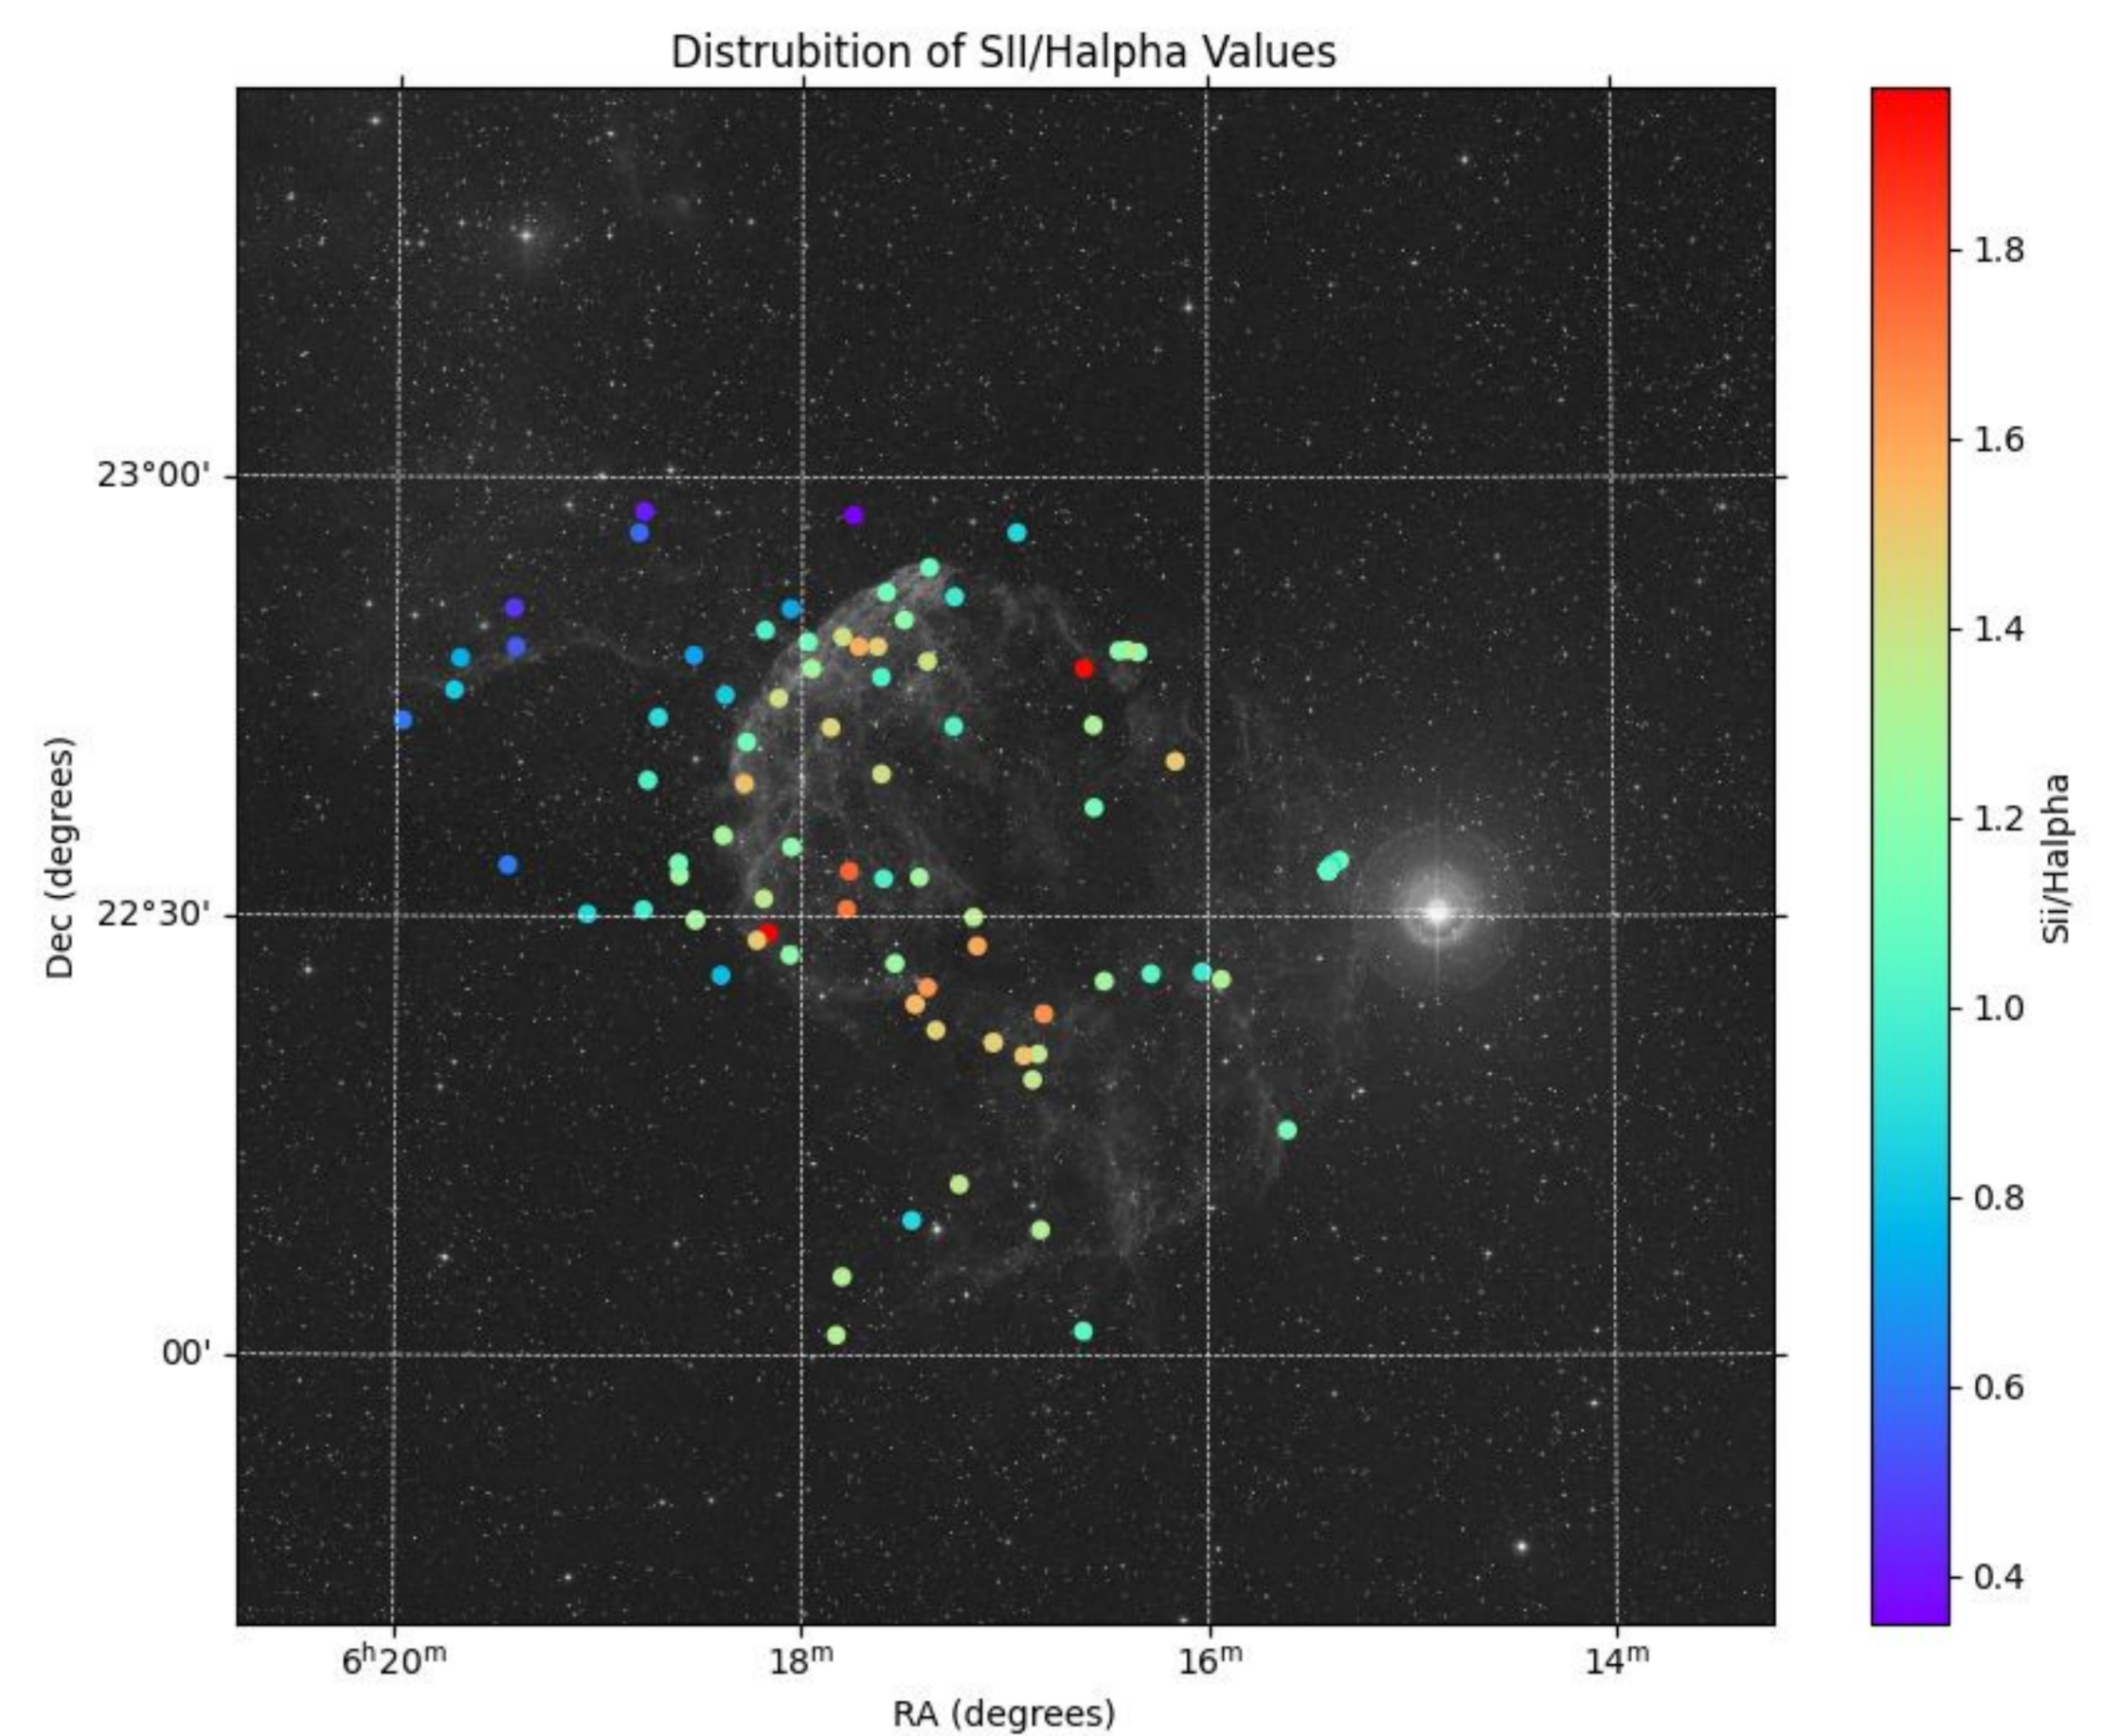 Distrubition of SII/Halpha Values
1.8
23°00'
1.6
1.4
1.2
Dec (degrees)
Sii/Halpha
22°30'
1.0
0.8
00'
0.6
0.4
6ʰ20ᵐ 18ᵐ 16ᵐ 14ᵐ
RA (degrees)